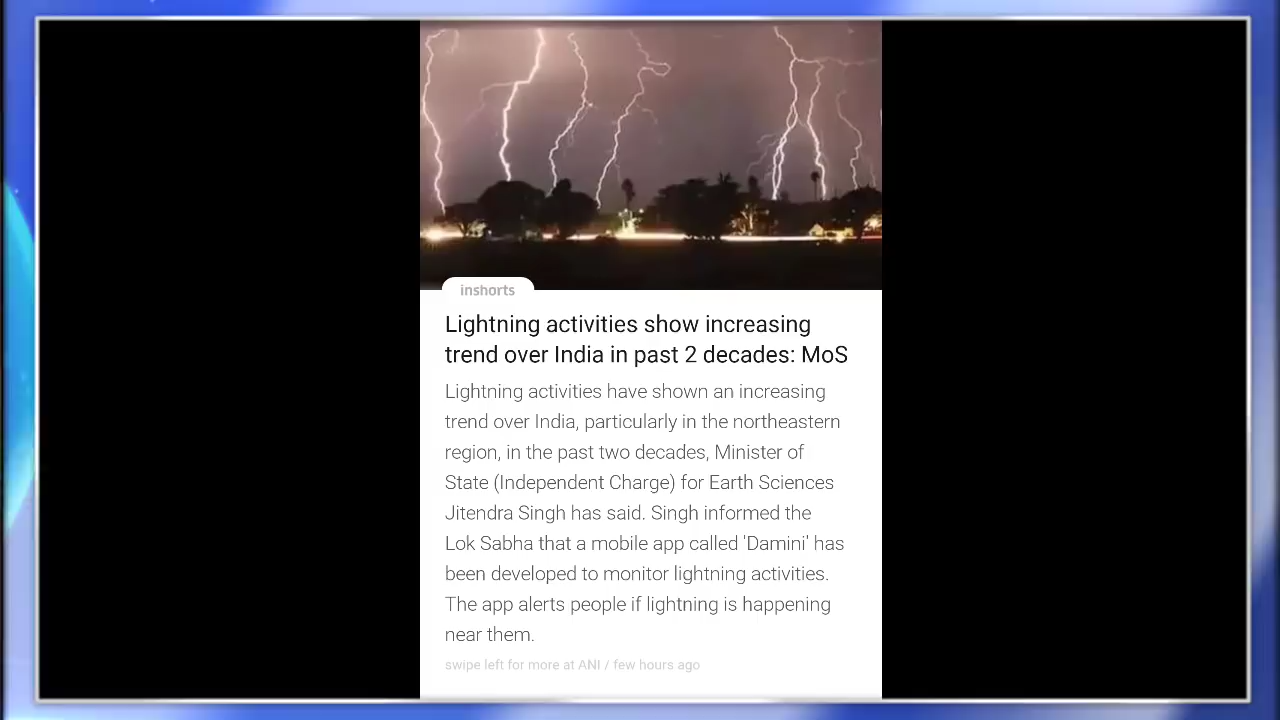 inshorts
Lightning activities show increasing
trend over India in past 2 decades: MoS
Lightning activities have shown an increasing
trend over India, particularly in the northeastern
region, in the past two decades, Minister of
State (Independent Charge) for Earth Sciences
Jitendra Singh has said. Singh informed the
Lok Sabha that a mobile app called 'Damini' has
been developed to monitor lightning activities.
The app alerts people if lightning is happening
near them.
swipe left for more at ANI / few hours ago